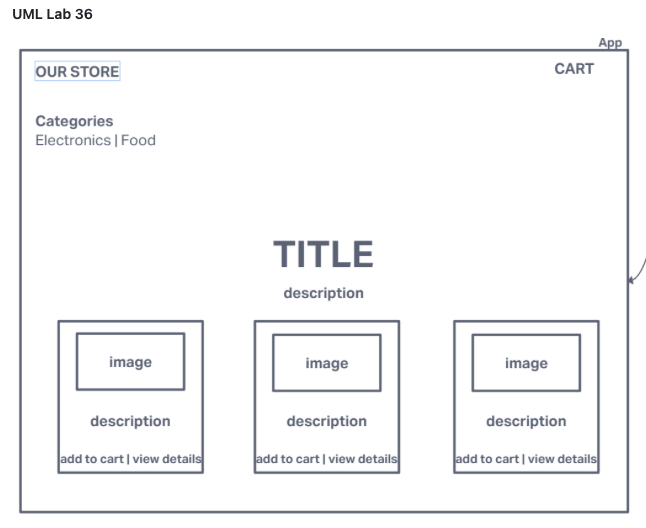 UML Lab 36
App
OUR STORE
CART
Categories
Electronics | Food
TITLE
description
image
image
image
description
description
description
add to cart | view details
add to cart | view details
add to cart | view details